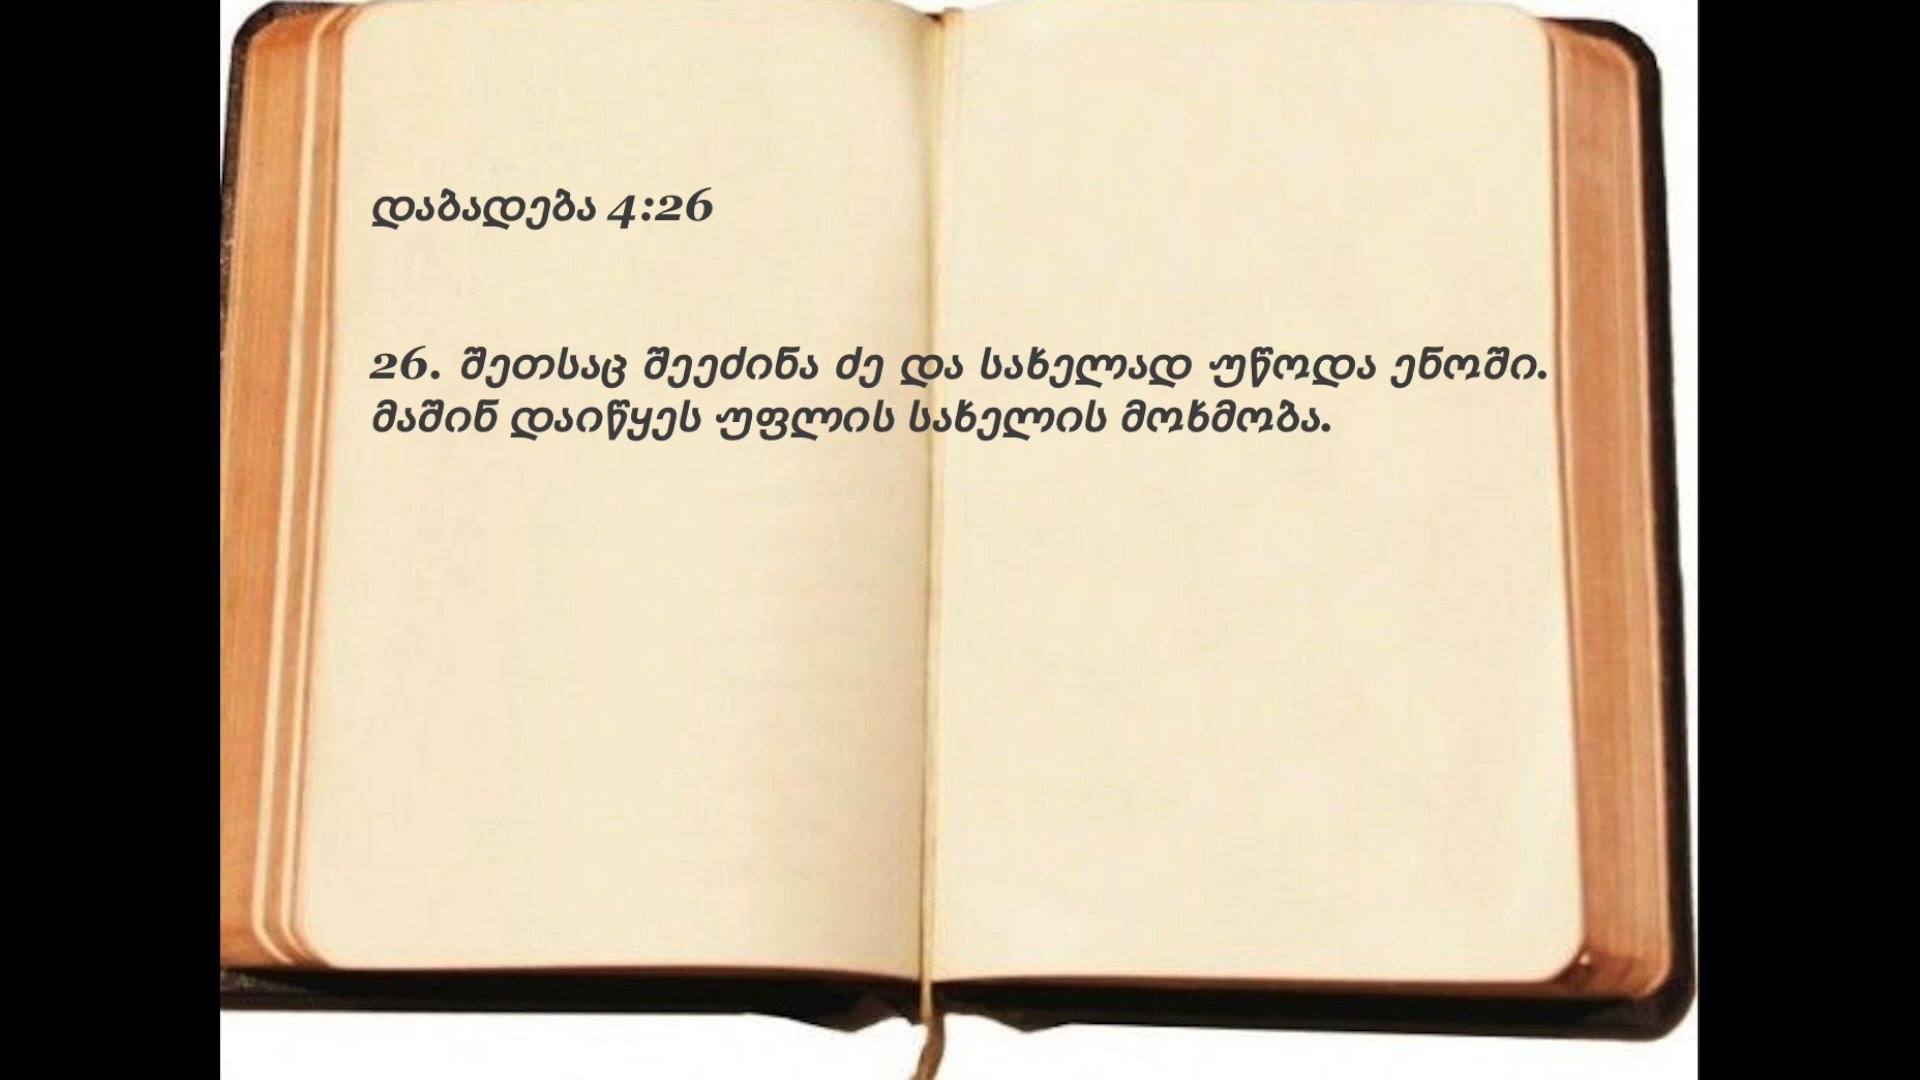 დაბადება 4:26
26. შეთსაც შეეძინა ძე და სახელად უწოდა ენოში.
მაშინ დაიწყეს უფლის სახელის მოხმობა.